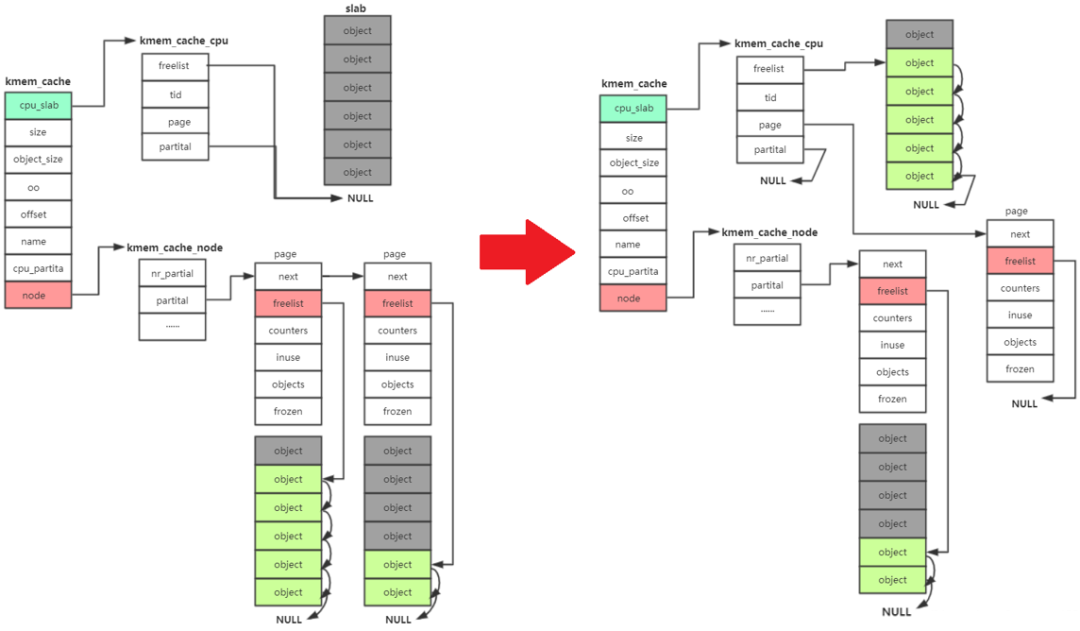 slab
object
object
object
object
object
object
NULL
kmem_cache_cpu
freelist
tid
page
partital
kmem_cache
cpu_slab
size
object_size
oo
offset
name
cpu_partita
node
kmem_cache_node
nr_partial
partital
......
page
next
freelist
counters
inuse
objects
frozen
object
object
object
object
object
object
NULL
page
next
freelist
counters
inuse
objects
frozen
object
object
object
object
object
object
NULL
kmem_cache_cpu
freelist
tid
page
partital
NULL
object
object
object
object
object
object
NULL
kmem_cache
cpu_slab
size
object_size
oo
offset
name
cpu_partita
node
kmem_cache_node
nr_partial
partital
......
next
freelist
counters
inuse
objects
frozen
object
object
object
object
object
object
NULL
page
next
freelist
counters
inuse
objects
frozen
NULL